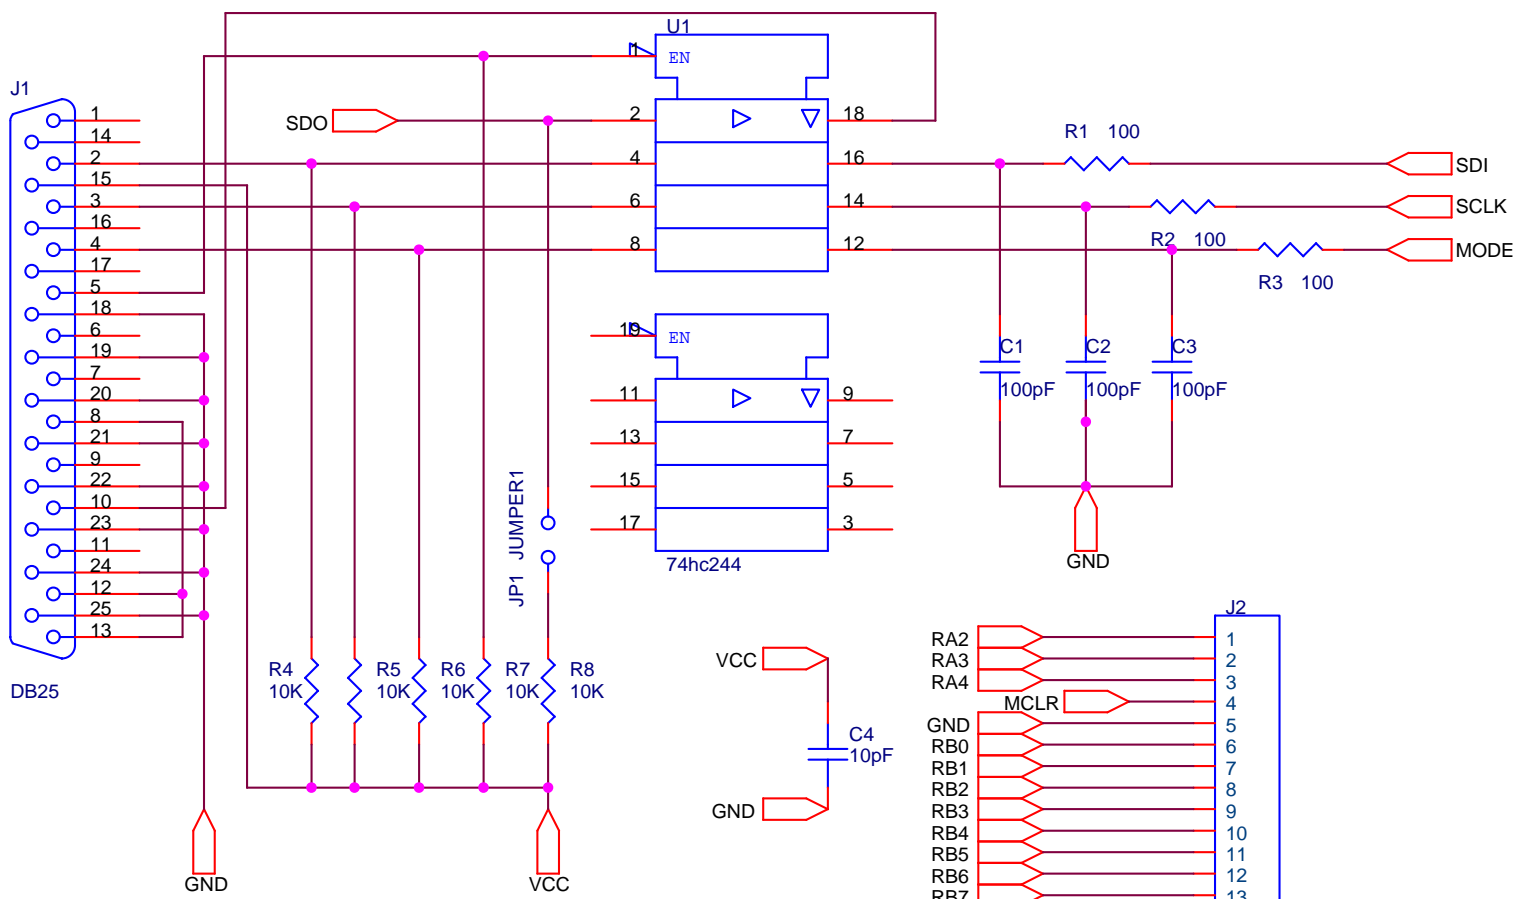 J1
1
14
2
15
3
16
4
17
5
18
6
19
7
20
8
21
9
22
10
23
11
24
12
25
13
DB25
GND
SDO
U1
1
EN
2
4
6
8
18
16
14
12
19
EN
11
13
15
17
9
7
5
3
74hc244
R1 100
SDI
SCLK
R2 100
MODE
R3 100
C1
100pF
C2
100pF
C3
100pF
GND
JP1 JUMPER1
R4
10K
R5
10K
R6
10K
R7
10K
R8
10K
VCC
VCC
C4
10pF
GND
J2
RA2 1
RA3 2
RA4 3
MCLR 4
GND 5
RB0 6
RB1 7
RB2 8
RB3 9
RB4 10
RB5 11
RB6 12
RB7 13